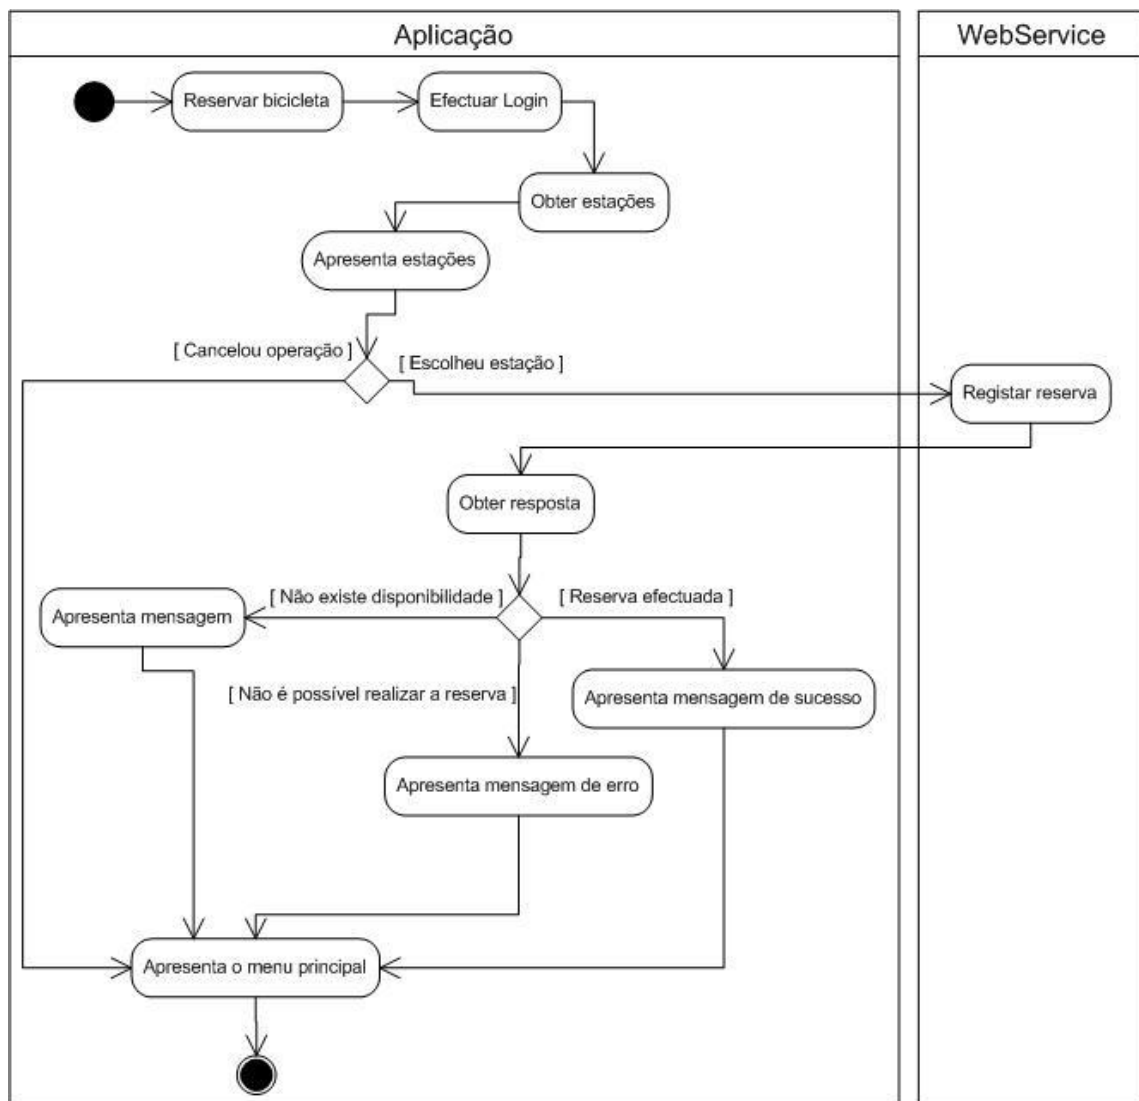 Aplicação
WebService
Reservar bicicleta
Efectuar Login
Obter estações
Apresenta estações
[ Cancelou operação ]
[ Escolheu estação ]
Registar reserva
Obter resposta
[ Não existe disponibilidade ]
[ Reserva efectuada ]
Apresenta mensagem
[ Não é possível realizar a reserva ]
Apresenta mensagem de sucesso
Apresenta mensagem de erro
Apresenta o menu principal